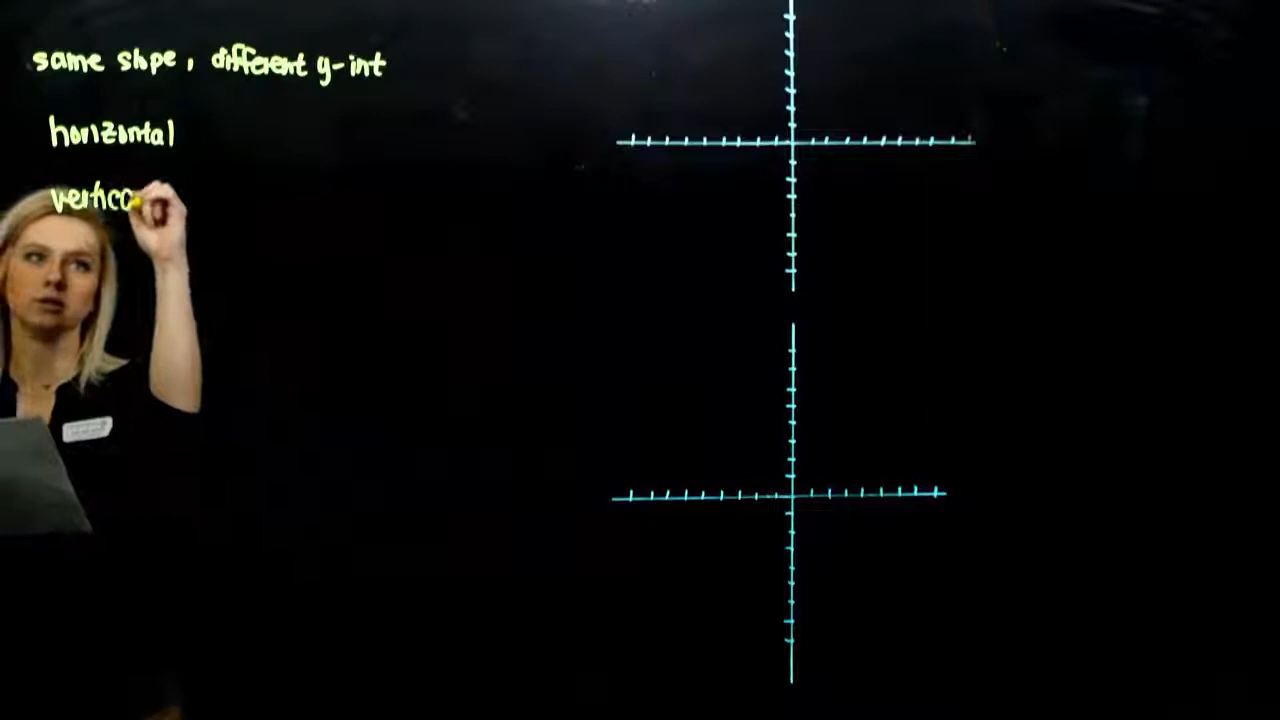 same slope, different y-int
horizontal
vertica